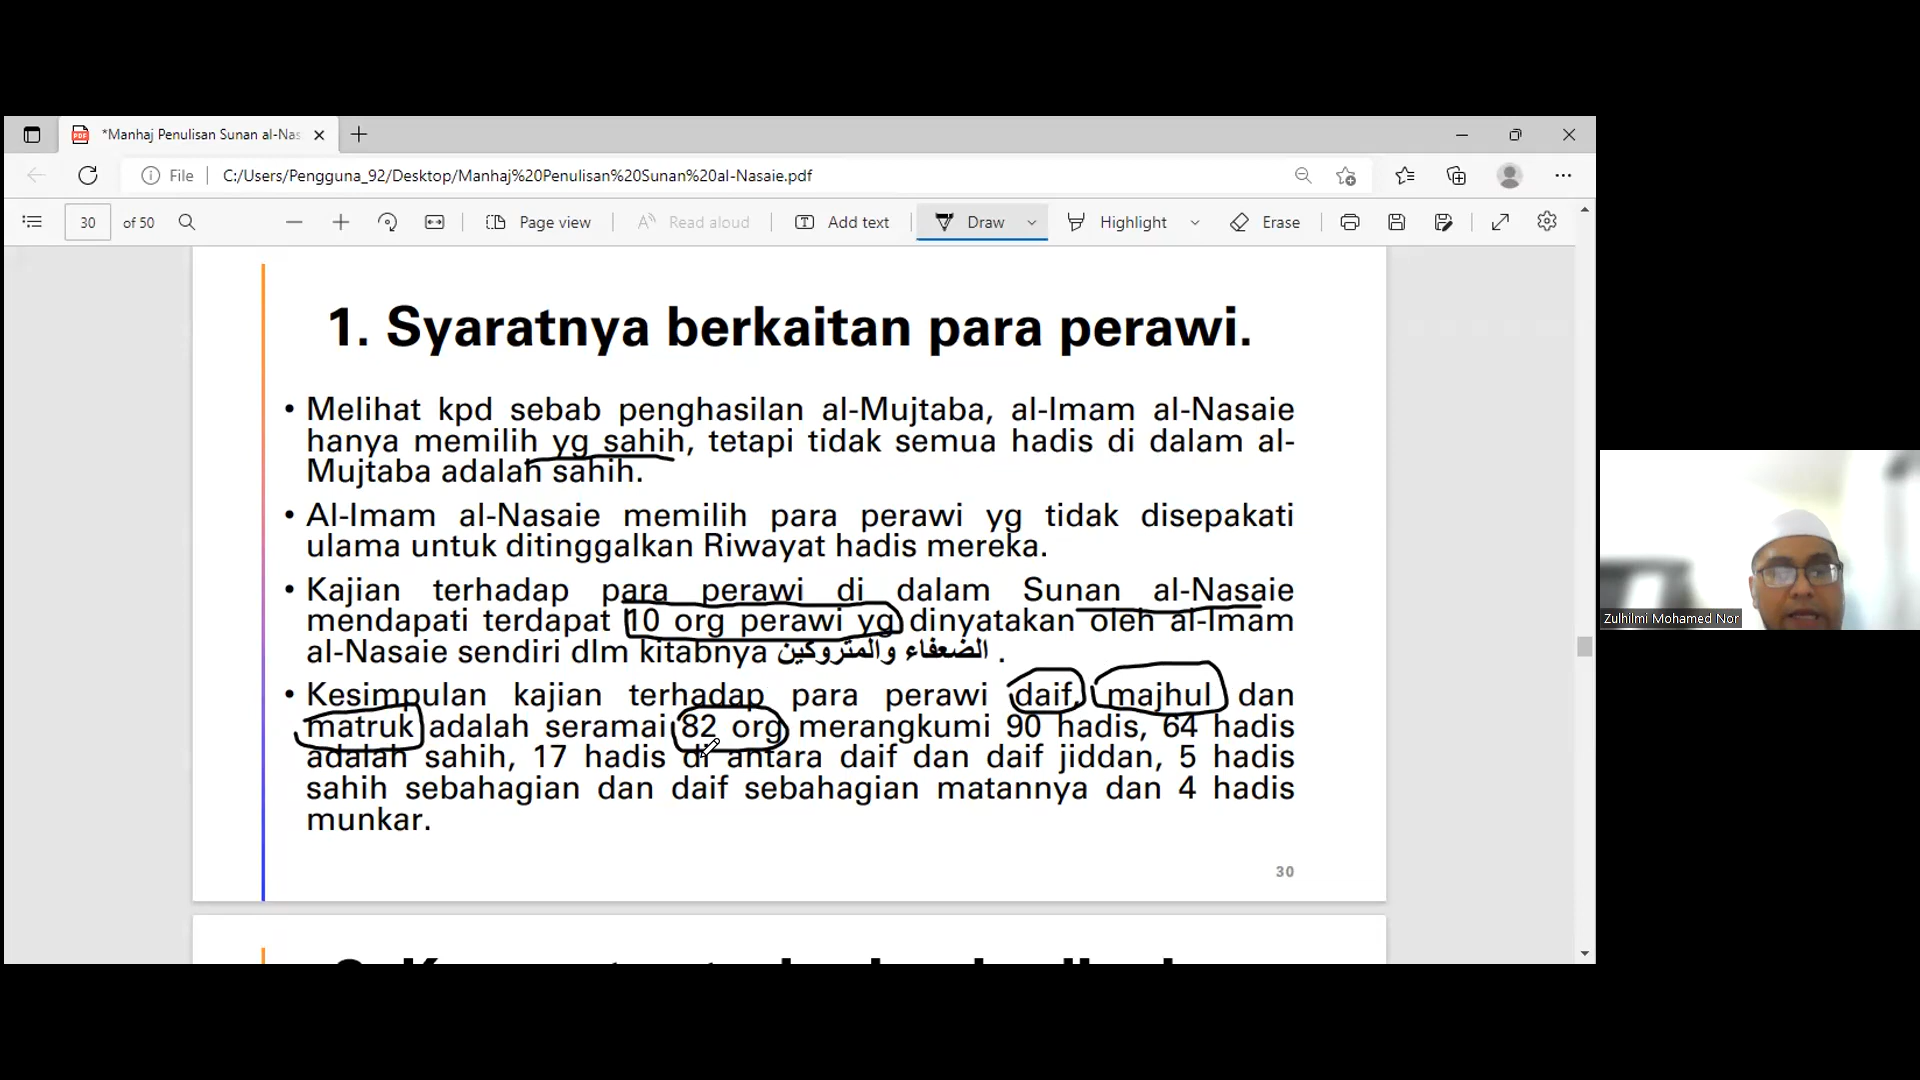 *Manhaj Penulisan Sunan al-Nas
File
C:/Users/Pengguna_92/Desktop/Manhaj%20Penulisan%20Sunan%20al-Nasaie.pdf
30 of 50
Page view
Read aloud
Add text
Draw
Highlight
Erase
1. Syaratnya berkaitan para perawi.
• Melihat kpd sebab penghasilan al-Mujtaba, al-Imam al-Nasaie
hanya memilih yg sahih, tetapi tidak semua hadis di dalam al-
Mujtaba adalah sahih.
• Al-Imam al-Nasaie memilih para perawi yg tidak disepakati
ulama untuk ditinggalkan Riwayat hadis mereka.
• Kajian terhadap para perawi di dalam Sunan al-Nasaie
mendapati terdapat 10 org perawi yg dinyatakan oleh al-Imam
al-Nasaie sendiri dlm kitabnya الضعفاء والمتروكين .
• Kesimpulan kajian terhadap para perawi daif, majhul dan
matruk adalah seramai 82 org merangkumi 90 hadis, 64 hadis
adalah sahih, 17 hadis di antara daif dan daif jiddan, 5 hadis
sahih sebahagian dan daif sebahagian matannya dan 4 hadis
munkar.
30
Zulhilmi Mohamed Nor